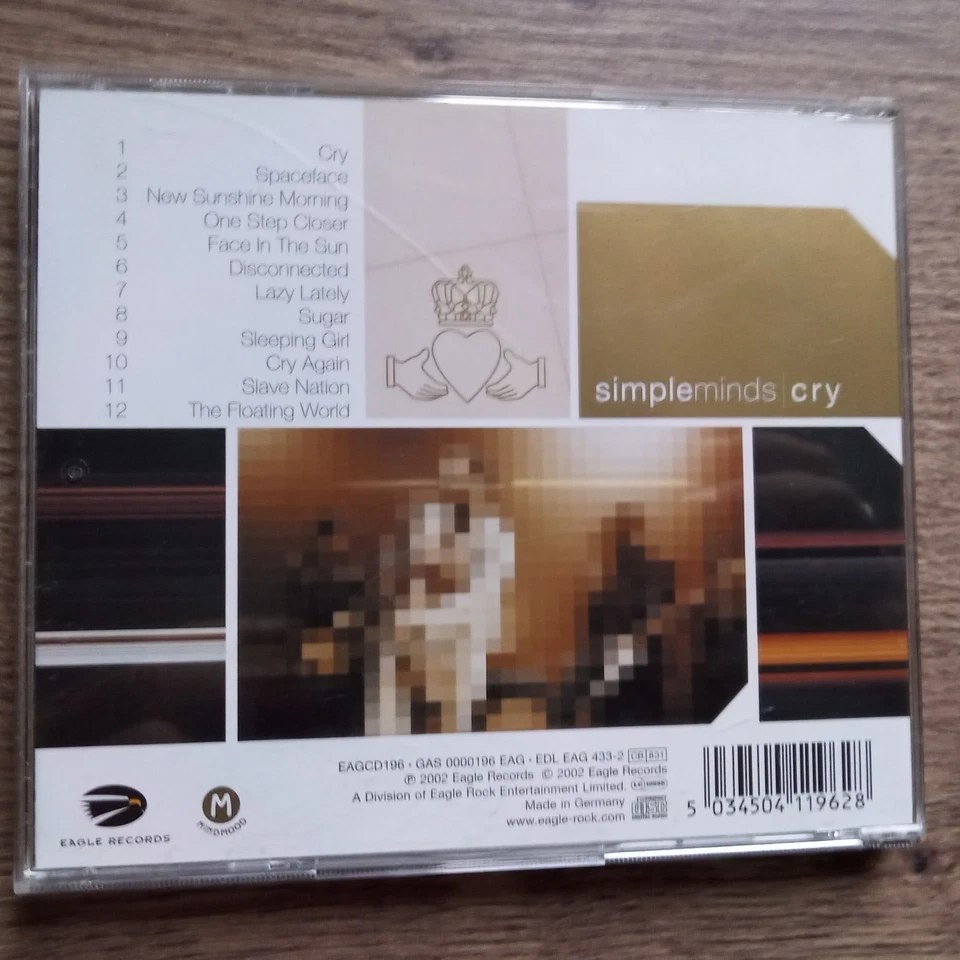 1 Cry
2 Spaceface
3 New Sunshine Morning
4 One Step Closer
5 Face In The Sun
6 Disconnected
7 Lazy Lately
8 Sugar
9 Sleeping Girl
10 Cry Again
11 Slave Nation
12 The Floating World
simpleminds|cry
EAGCD196 · GAS 0000196 EAG · EDL EAG 433-2 CB 831
℗ 2002 Eagle Records © 2002 Eagle Records
A Division of Eagle Rock Entertainment Limited.
Made in Germany
www.eagle-rock.com
EAGLE RECORDS
M
MINDMOOD
5 034504 119628